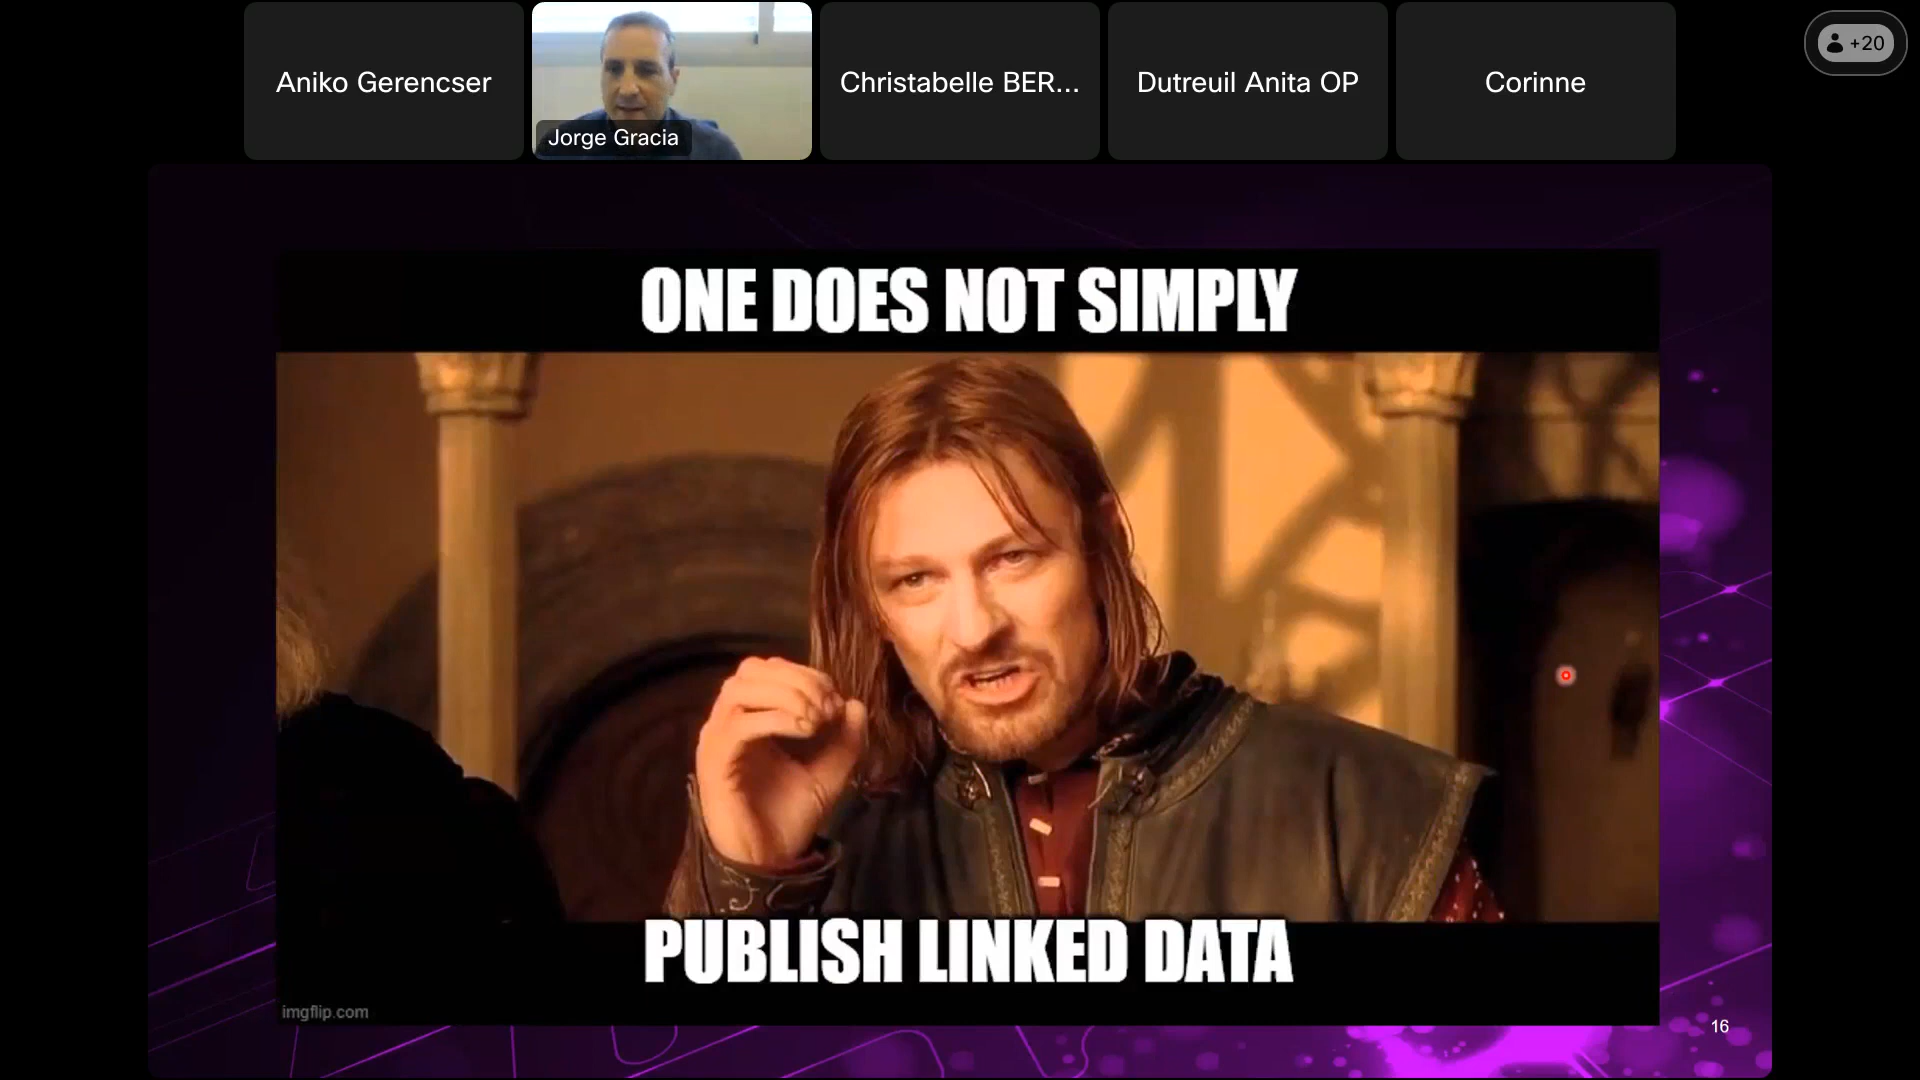 Aniko Gerencser
Jorge Gracia
Christabelle BER...
Dutreuil Anita OP
Corinne
+20
ONE DOES NOT SIMPLY
PUBLISH LINKED DATA
imgflip.com
16